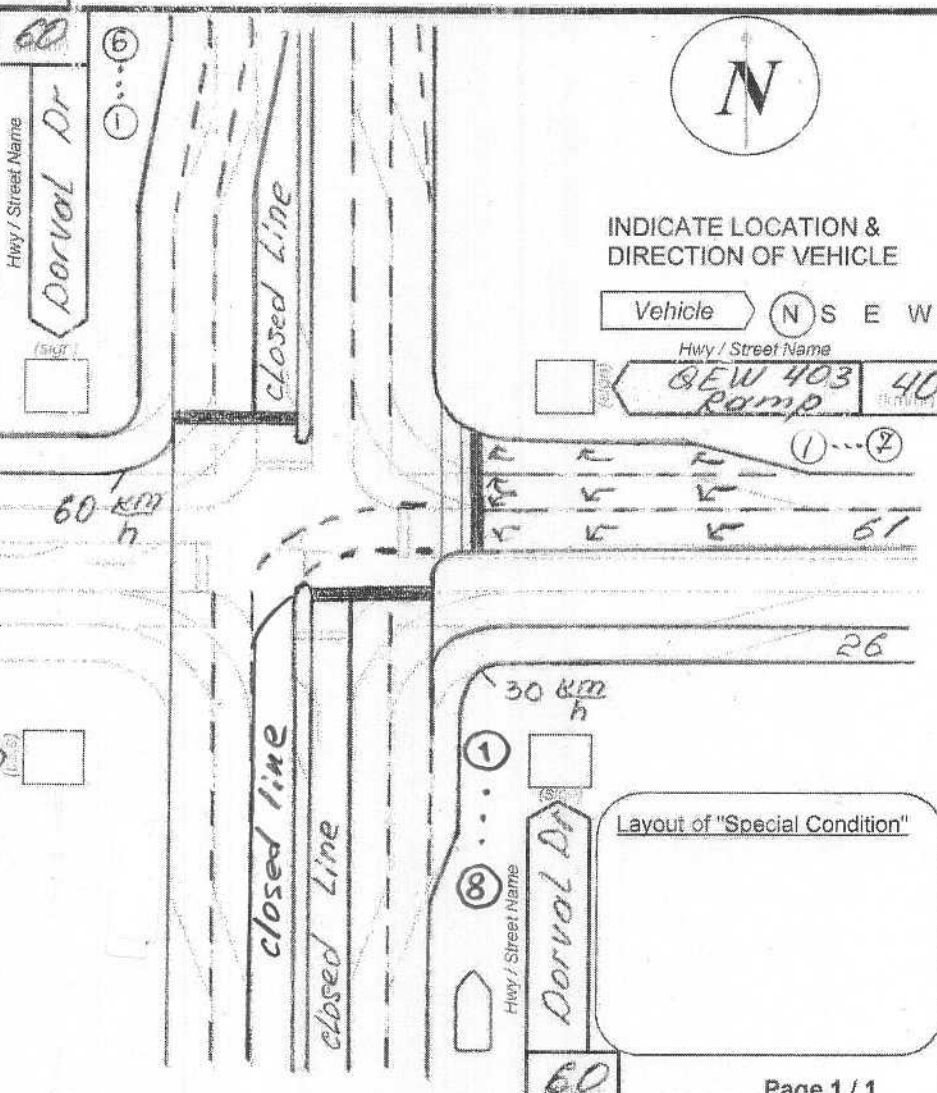 60
Hwy / Street Name
Dorval Dr
(sign)
6
1
closed Line
N
INDICATE LOCATION &
DIRECTION OF VEHICLE
Vehicle
N S E W
Hwy / Street Name
QEW 403
Ramp
40
(km/h)
1 ... 7
60 km/h
61
26
30 km/h
closed line
closed Line
1
8
(sign)
Hwy / Street Name
Dorval Dr
60
Layout of "Special Condition"
Page 1 / 1